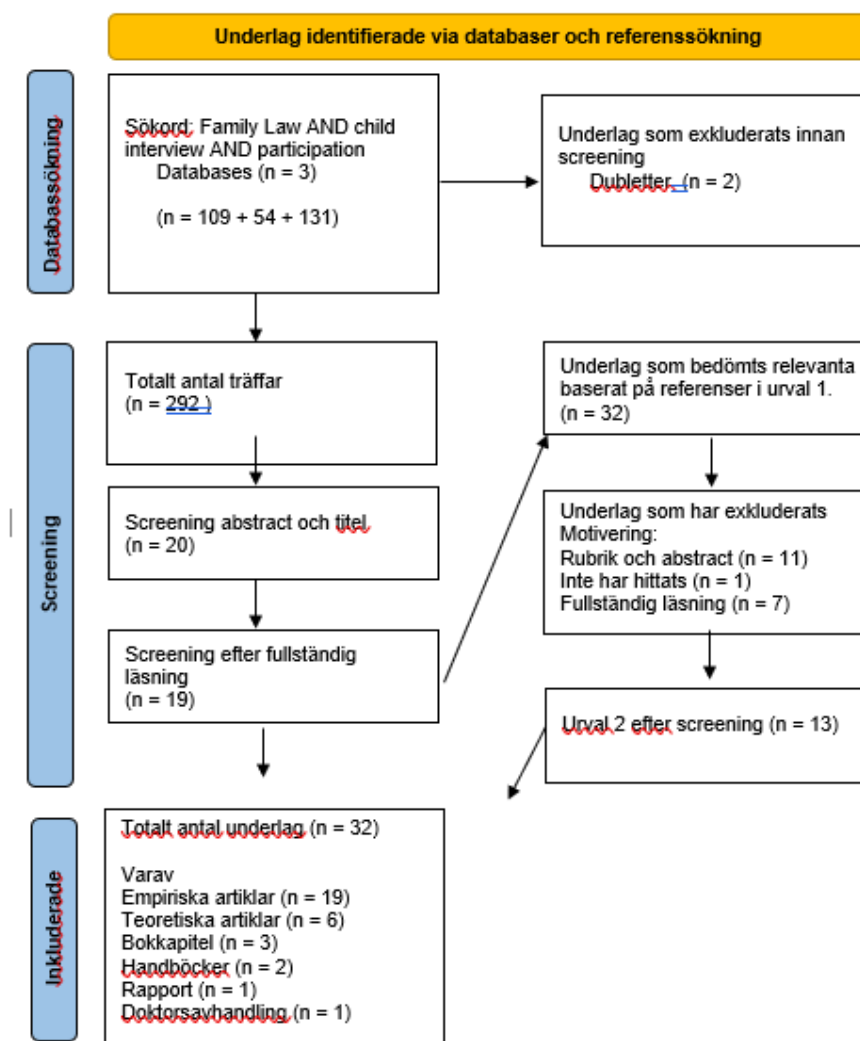 Underlag identifierade via databaser och referenssökning
Databassökning
Sökord: Family Law AND child
interview AND participation
Databases (n = 3)
(n = 109 + 54 + 131)
Underlag som exkluderats innan
screening
Dubletter (n = 2)
Screening
Totalt antal träffar
(n = 292 )
Screening abstract och titel
(n = 20)
Screening efter fullständig
läsning
(n = 19)
Underlag som bedömts relevanta
baserat på referenser i urval 1.
(n = 32)
Underlag som har exkluderats
Motivering:
Rubrik och abstract (n = 11)
Inte har hittats (n = 1)
Fullständig läsning (n = 7)
Urval 2 efter screening (n = 13)
Inkluderade
Totalt antal underlag (n = 32)
Varav
Empiriska artiklar (n = 19)
Teoretiska artiklar (n = 6)
Bokkapitel (n = 3)
Handböcker (n = 2)
Rapport (n = 1)
Doktorsavhandling (n = 1)